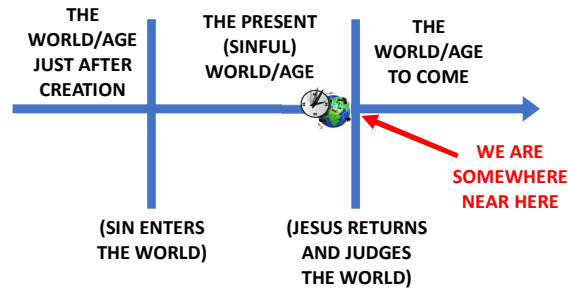 THE
WORLD/AGE
JUST AFTER
CREATION
THE PRESENT
(SINFUL)
WORLD/AGE
THE
WORLD/AGE
TO COME
WE ARE
SOMEWHERE
NEAR HERE
(SIN ENTERS
THE WORLD)
(JESUS RETURNS
AND JUDGES
THE WORLD)